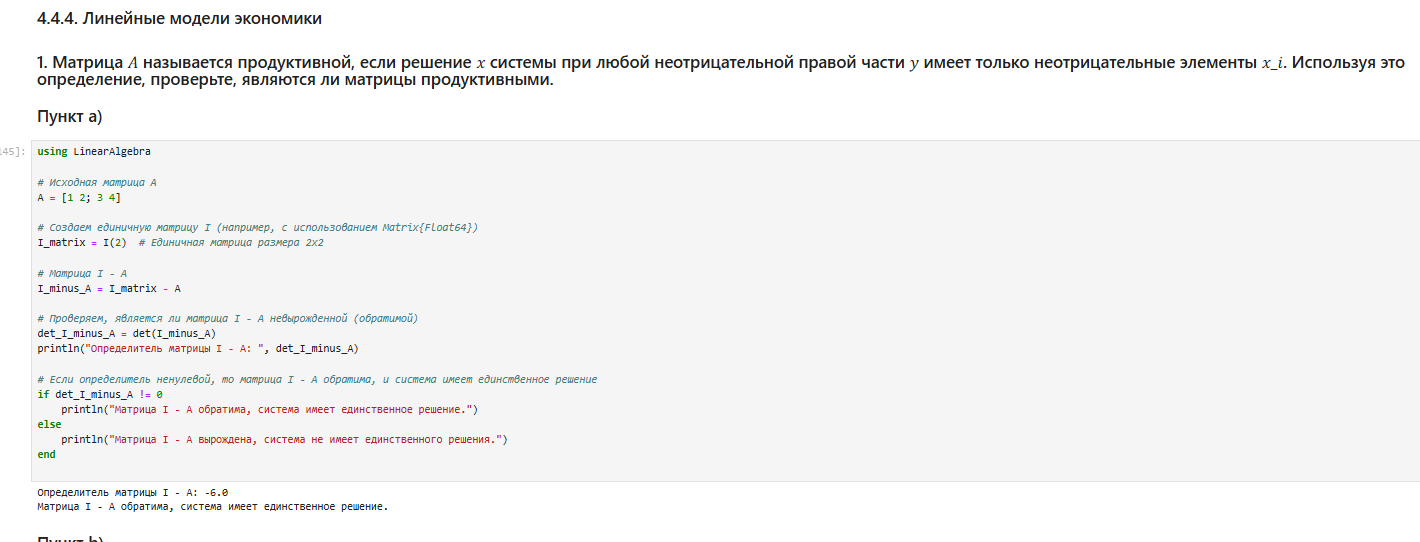 4.4.4. Линейные модели экономики
1. Матрица A называется продуктивной, если решение x системы при любой неотрицательной правой части y имеет только неотрицательные элементы x_i. Используя это
определение, проверьте, являются ли матрицы продуктивными.
Пункт a)
145]:
using LinearAlgebra
# Исходная матрица A
A = [1 2; 3 4]
# Создаем единичную матрицу I (например, с использованием Matrix{Float64})
I_matrix = I(2)  # Единичная матрица размера 2x2
# Матрица I - A
I_minus_A = I_matrix - A
# Проверяем, является ли матрица I - A невырожденной (обратимой)
det_I_minus_A = det(I_minus_A)
println("Определитель матрицы I - A: ", det_I_minus_A)
# Если определитель ненулевой, то матрица I - A обратима, и система имеет единственное решение
if det_I_minus_A != 0
    println("Матрица I - A обратима, система имеет единственное решение.")
else
    println("Матрица I - A вырождена, система не имеет единственного решения.")
end
Определитель матрицы I - A: -6.0
Матрица I - A обратима, система имеет единственное решение.
Пункт b)